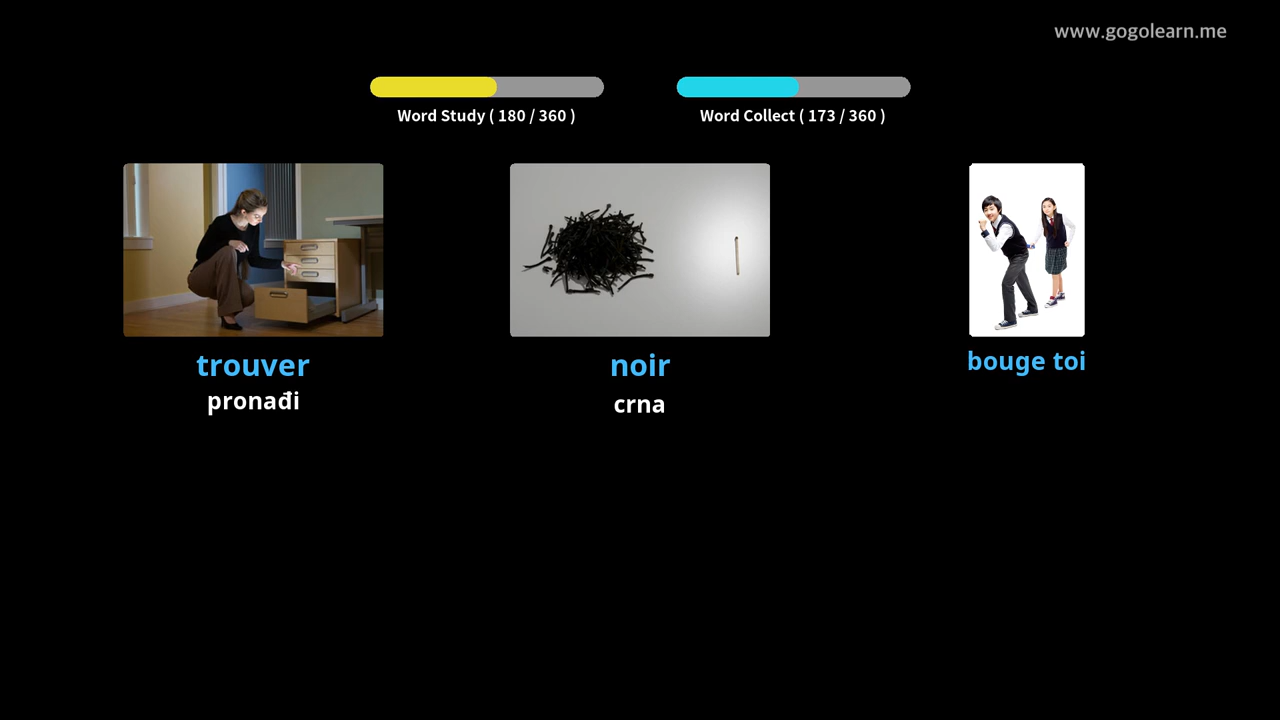 www.gogolearn.me
Word Study ( 180 / 360 )
Word Collect ( 173 / 360 )
trouver
pronađi
noir
crna
bouge toi